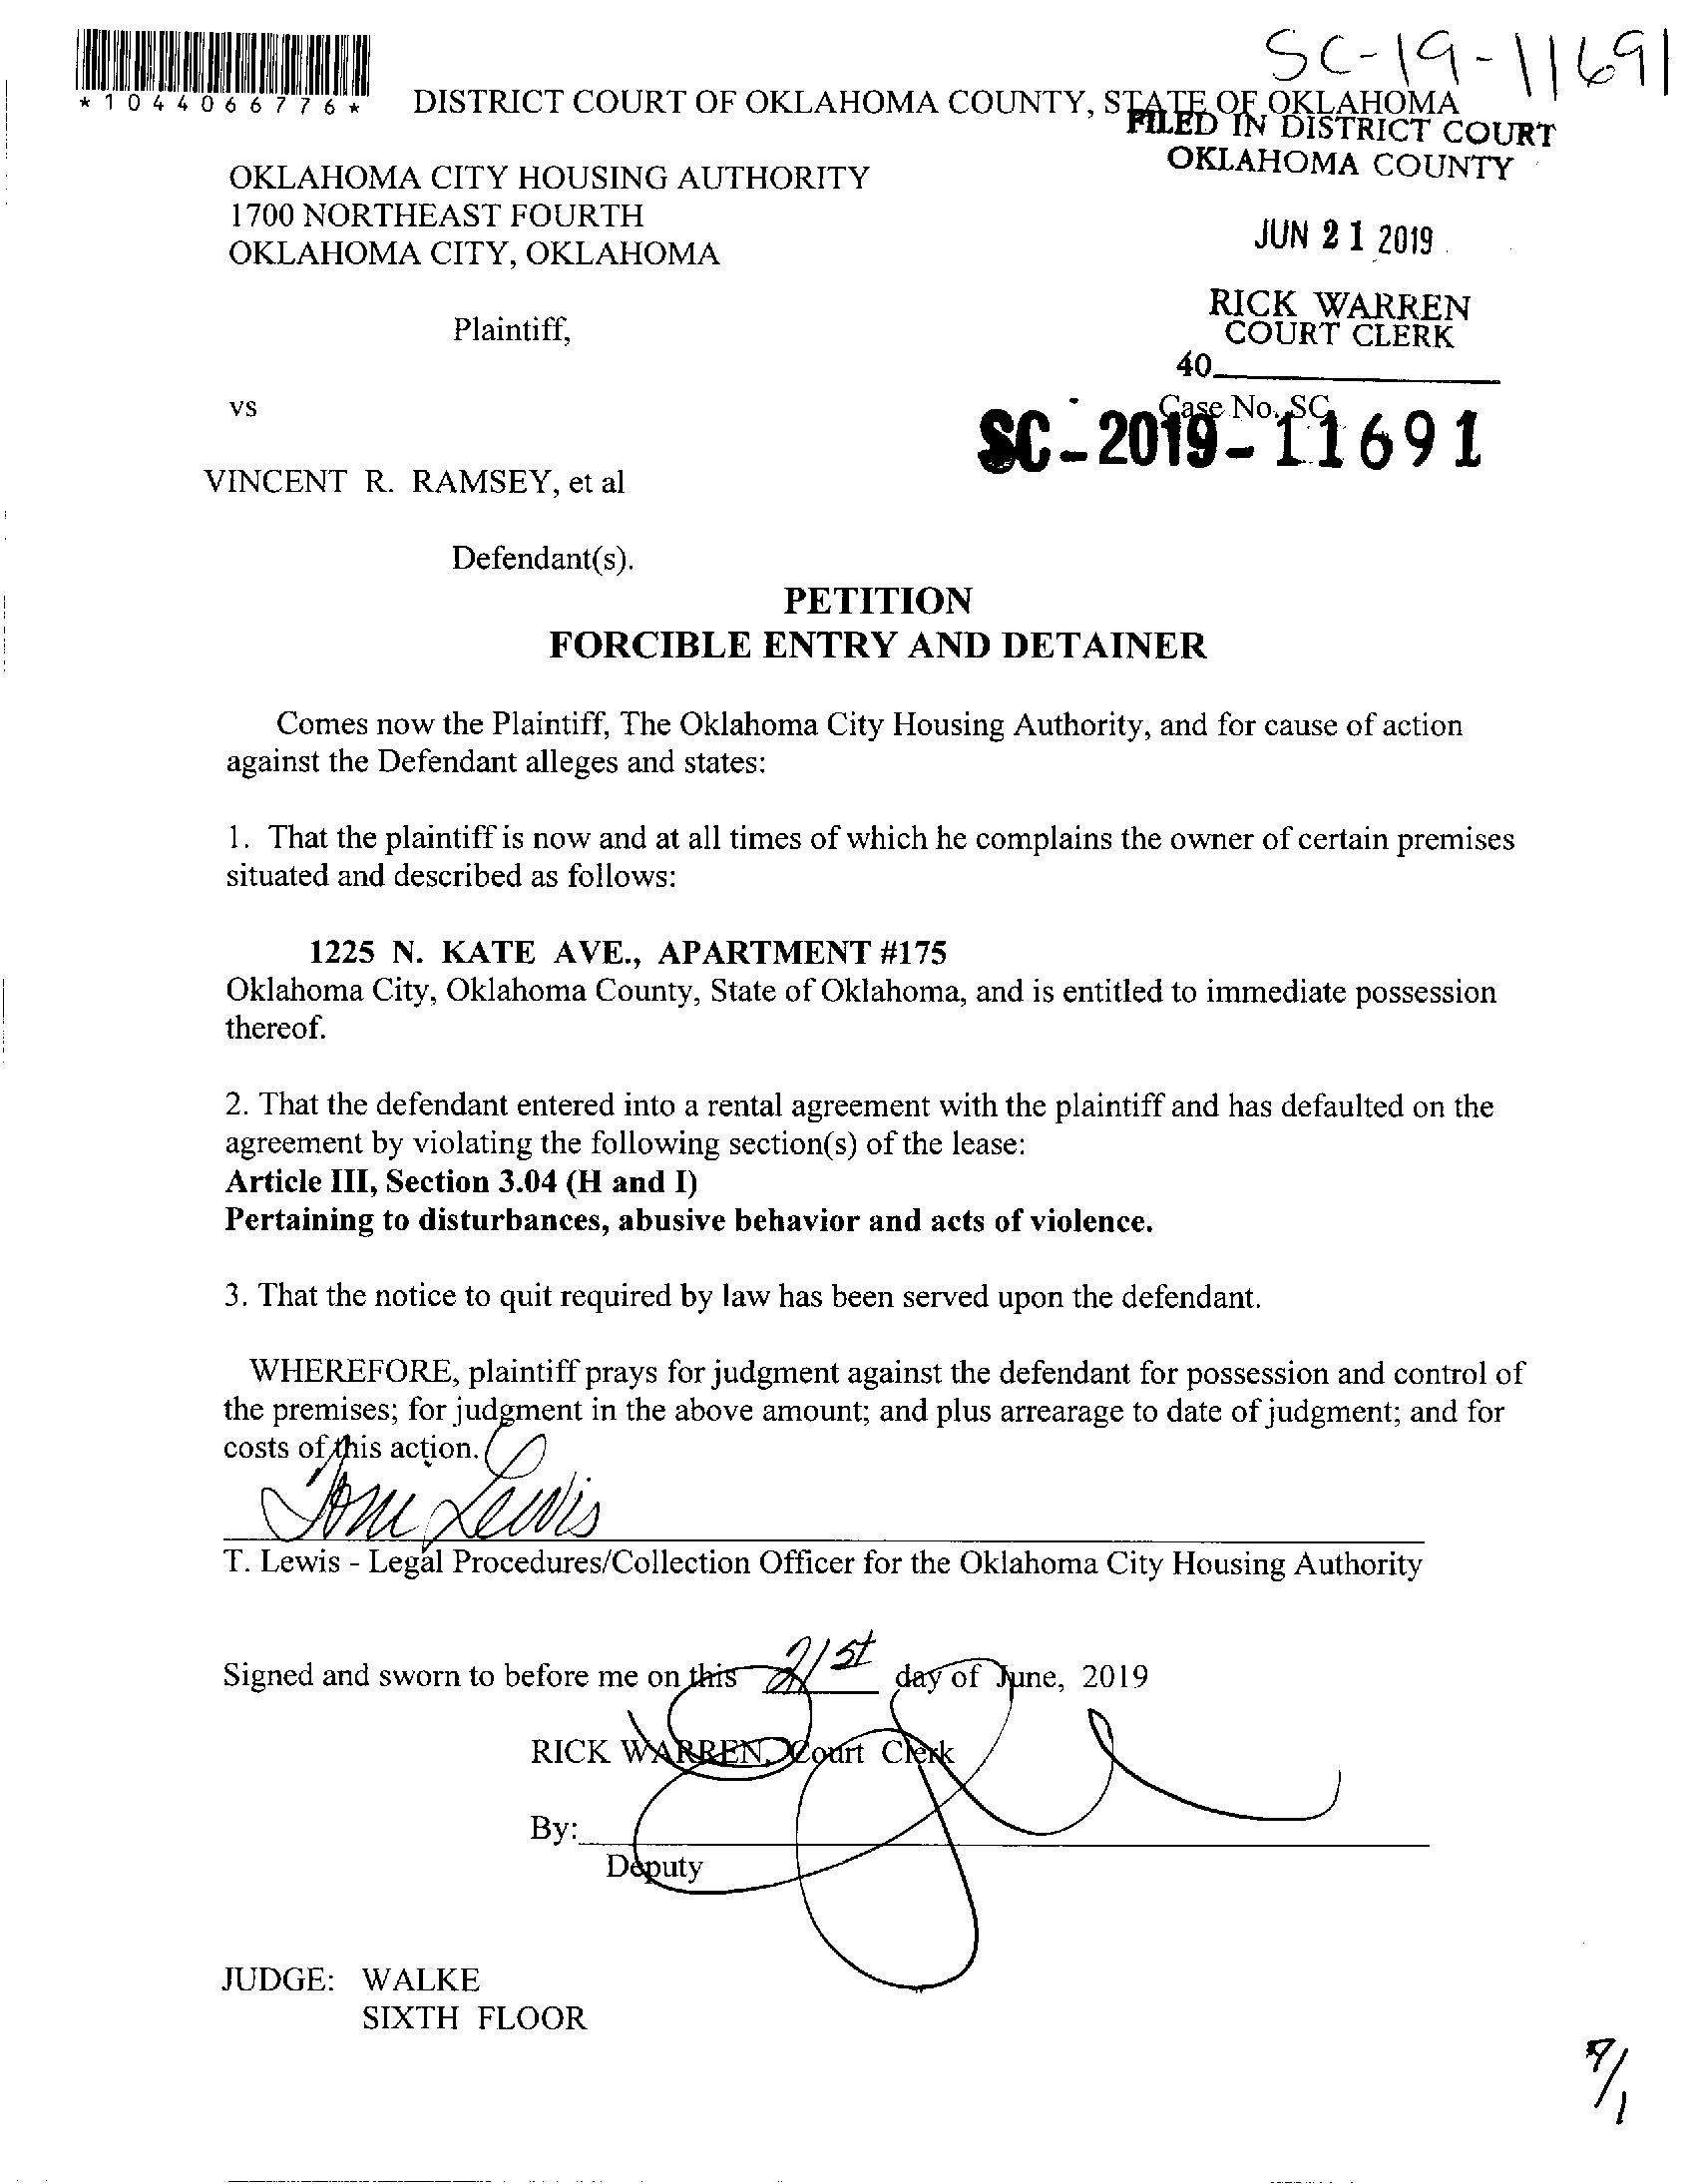 SC-19-11691
*1044066776*
DISTRICT COURT OF OKLAHOMA COUNTY, STATE OF OKLAHOMA
FILED IN DISTRICT COURT
OKLAHOMA COUNTY
OKLAHOMA CITY HOUSING AUTHORITY
1700 NORTHEAST FOURTH
OKLAHOMA CITY, OKLAHOMA
JUN 21 2019
RICK WARREN
COURT CLERK
Plaintiff,
40
vs
Case No. SC
SC-2019-11691
VINCENT R. RAMSEY, et al
Defendant(s).
PETITION
FORCIBLE ENTRY AND DETAINER
Comes now the Plaintiff, The Oklahoma City Housing Authority, and for cause of action
against the Defendant alleges and states:
1. That the plaintiff is now and at all times of which he complains the owner of certain premises
situated and described as follows:
1225 N. KATE AVE., APARTMENT #175
Oklahoma City, Oklahoma County, State of Oklahoma, and is entitled to immediate possession
thereof.
2. That the defendant entered into a rental agreement with the plaintiff and has defaulted on the
agreement by violating the following section(s) of the lease:
Article III, Section 3.04 (H and I)
Pertaining to disturbances, abusive behavior and acts of violence.
3. That the notice to quit required by law has been served upon the defendant.
WHEREFORE, plaintiff prays for judgment against the defendant for possession and control of
the premises; for judgment in the above amount; and plus arrearage to date of judgment; and for
costs of this action.
Toni Lewis
T. Lewis - Legal Procedures/Collection Officer for the Oklahoma City Housing Authority
Signed and sworn to before me on this 21st day of June, 2019
RICK WARREN, Court Clerk
By:
Deputy
JUDGE: WALKE
SIXTH FLOOR